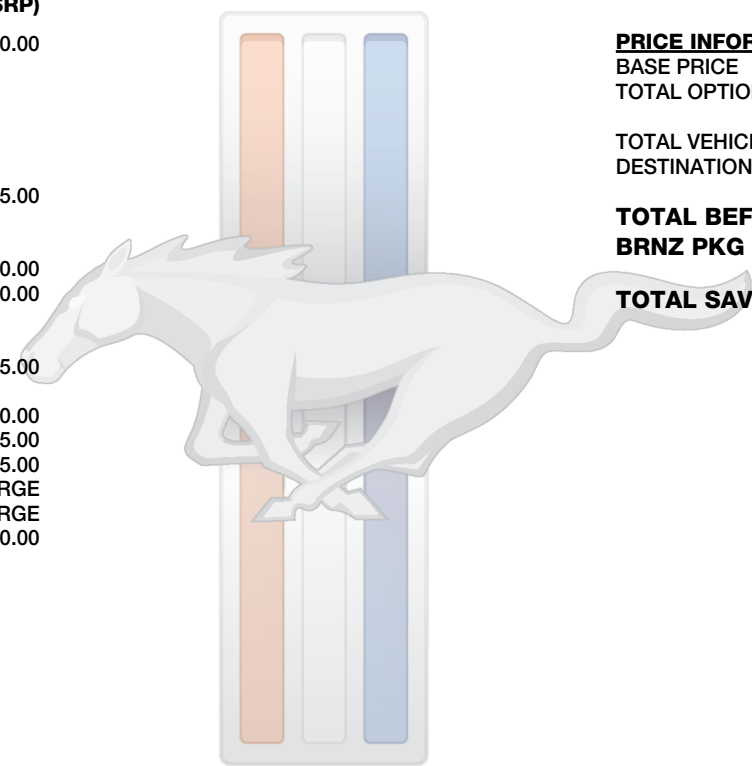 SRP)
0.00
5.00
0.00
0.00
5.00
0.00
5.00
5.00
RGE
RGE
0.00
PRICE INFOR
BASE PRICE
TOTAL OPTIO
TOTAL VEHIC
DESTINATION
TOTAL BEF
BRNZ PKG
TOTAL SAV